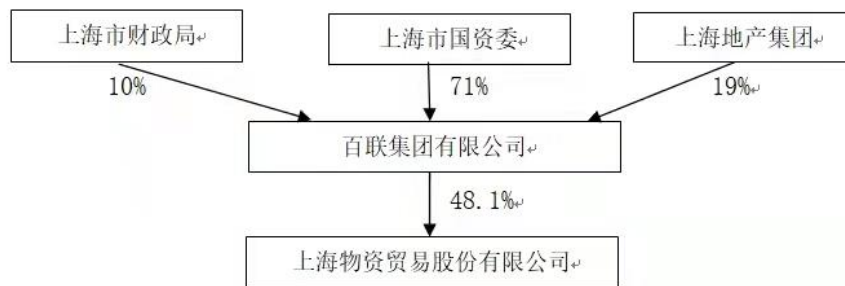 上海市财政局 上海市国资委 上海地产集团
10% 71% 19%
百联集团有限公司
48.1%
上海物资贸易股份有限公司